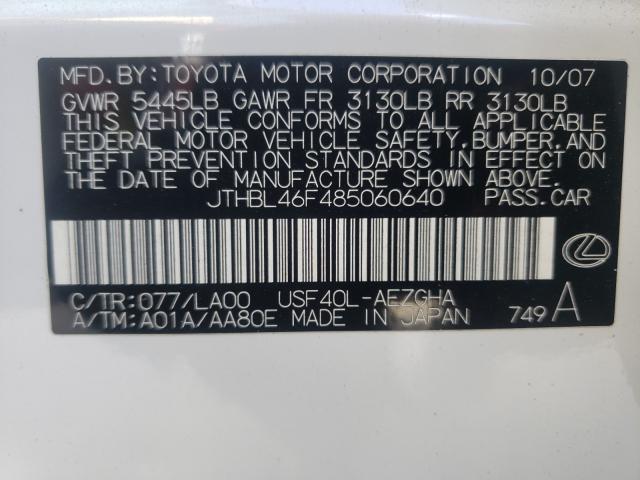 MFD. BY: TOYOTA MOTOR CORPORATION 10/07
GVWR 5445LB GAWR FR 3130LB RR 3130LB
THIS VEHICLE CONFORMS TO ALL APPLICABLE
FEDERAL MOTOR VEHICLE SAFETY, BUMPER, AND
THEFT PREVENTION STANDARDS IN EFFECT ON
THE DATE OF MANUFACTURE SHOWN ABOVE.
JTHBL46F485060640 PASS. CAR
C/TR: 077/LA00 USF40L-AEZGHA
A/TM: A01A/AA80E MADE IN JAPAN 749 A